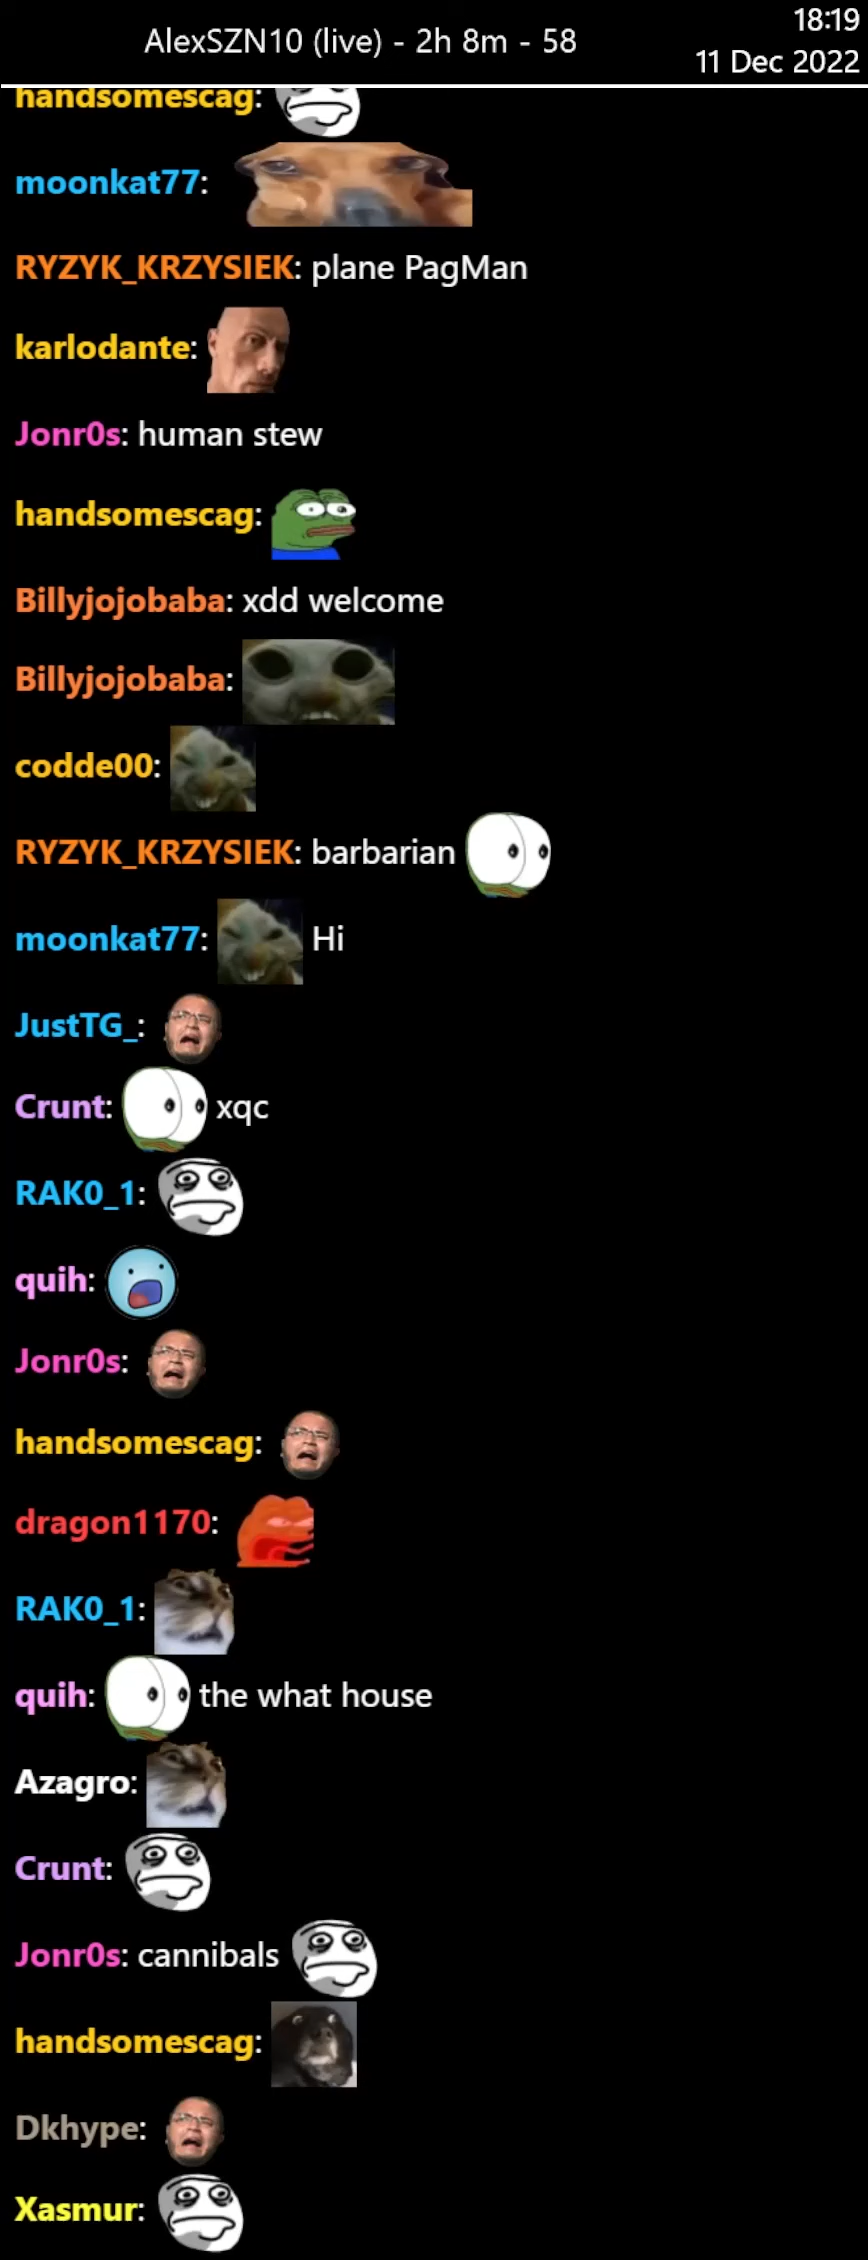 18:19
AlexSZN10 (live) - 2h 8m - 58
11 Dec 2022
handsomescag:
moonkat77:
RYZYK_KRZYSIEK: plane PagMan
karlodante:
Jonr0s: human stew
handsomescag:
Billyjojobaba: xdd welcome
Billyjojobaba:
codde00:
RYZYK_KRZYSIEK: barbarian
moonkat77: Hi
JustTG_:
Crunt: xqc
RAK0_1:
quih:
Jonr0s:
handsomescag:
dragon1170:
RAK0_1:
quih: the what house
Azagro:
Crunt:
Jonr0s: cannibals
handsomescag:
Dkhype:
Xasmur: